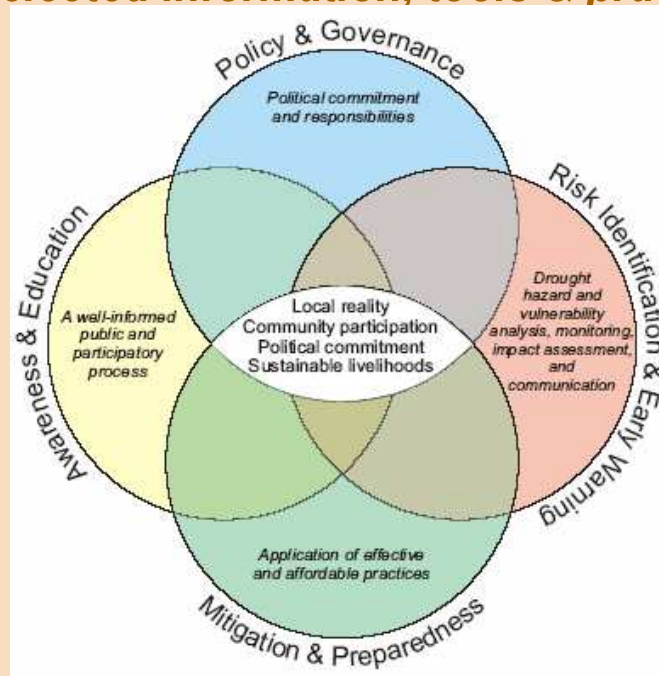 Policy & Governance
Political commitment
and responsibilities
Awareness & Education
A well-informed
public and
participatory
process
Local reality
Community participation
Political commitment
Sustainable livelihoods
Risk Identification & Early Warning
Drought
hazard and
vulnerability
analysis, monitoring,
impact assessment,
and
communication
Application of effective
and affordable practices
Mitigation & Preparedness